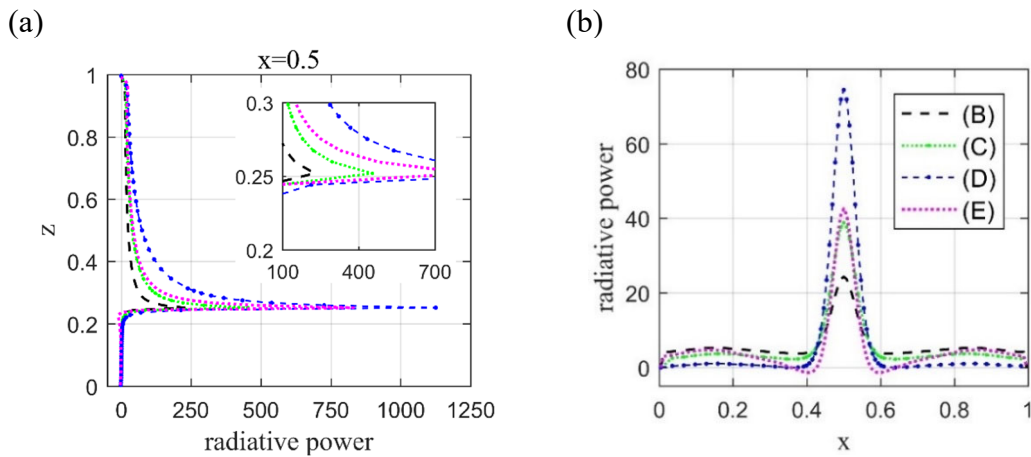 (a)
x=0.5
1
0.8
0.6
0.4
0.2
0
z
0.3
0.25
0.2
100 400 700
0 250 500 750 1000 1250
radiative power
(b)
80
60
40
20
0
radiative power
(B)
(C)
(D)
(E)
0 0.2 0.4 0.6 0.8 1
x